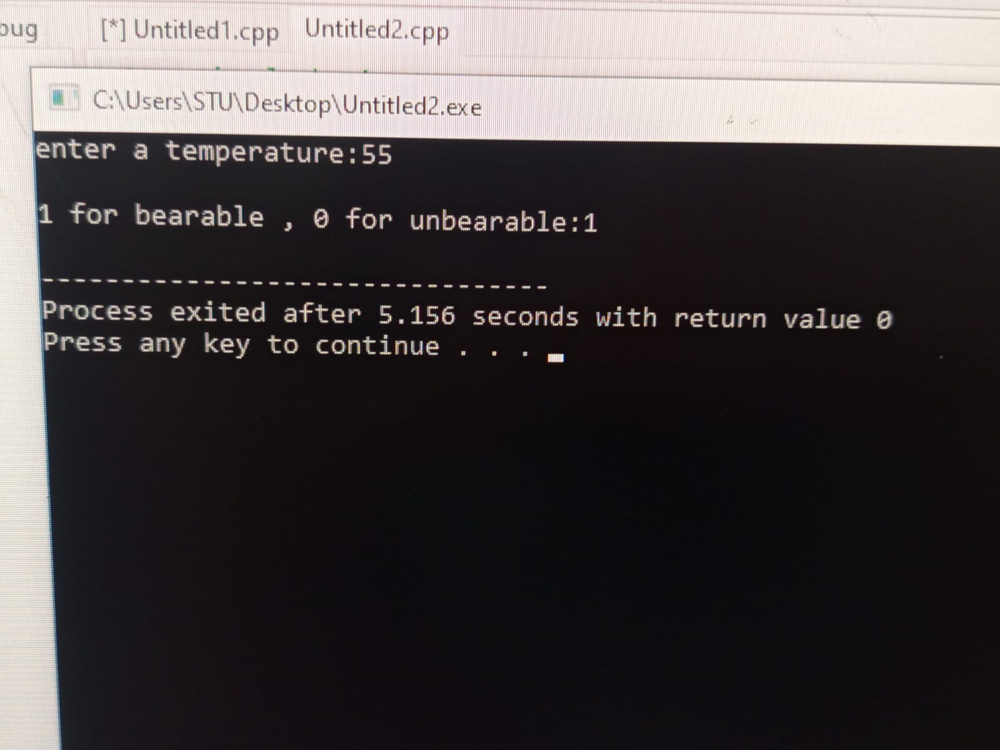 [*] Untitled1.cpp Untitled2.cpp
C:\Users\STU\Desktop\Untitled2.exe
enter a temperature:55
1 for bearable , 0 for unbearable:1
--------------------------------
Process exited after 5.156 seconds with return value 0
Press any key to continue . . .